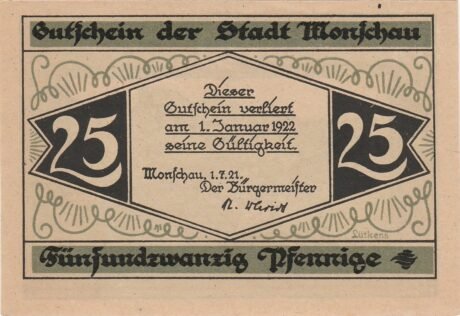 Gutschein der Stadt Monschau
25
Dieser
Gutschein verliert
am 1. Januar 1922
seine Gültigkeit.
25
Monschau, 1.7.21.
Der Bürgermeister
Lütkens
Fünfundzwanzig Pfennige